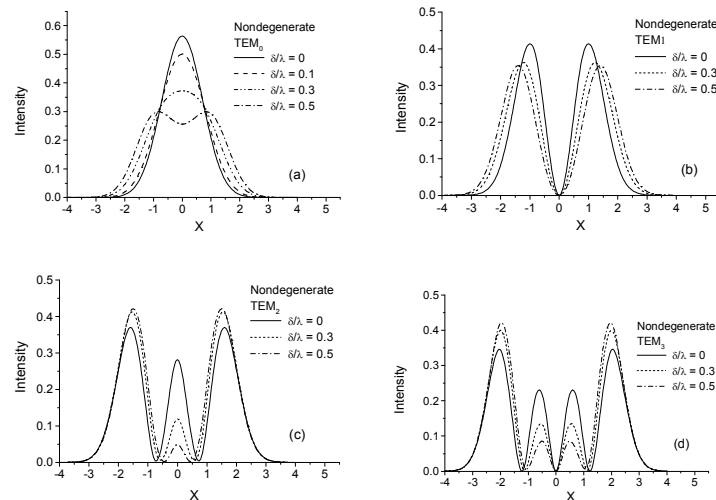 Nondegenerate
TEM₀
δ/λ = 0
δ/λ = 0.1
δ/λ = 0.3
δ/λ = 0.5
(a)
Intensity
0.6
0.5
0.4
0.3
0.2
0.1
0.0
-4 -3 -2 -1 0 1 2 3 4 5
X
Nondegenerate
TEM1
δ/λ = 0
δ/λ = 0.3
δ/λ = 0.5
(b)
Intensity
0.5
0.4
0.3
0.2
0.1
0.0
-4 -3 -2 -1 0 1 2 3 4 5
X
Nondegenerate
TEM₂
δ/λ = 0
δ/λ = 0.3
δ/λ = 0.5
(c)
Intensity
0.5
0.4
0.3
0.2
0.1
0.0
-4 -3 -2 -1 0 1 2 3 4 5
X
Nondegenerate
TEM₃
δ/λ = 0
δ/λ = 0.3
δ/λ = 0.5
(d)
Intensity
0.5
0.4
0.3
0.2
0.1
0.0
-4 -3 -2 -1 0 1 2 3 4 5
X